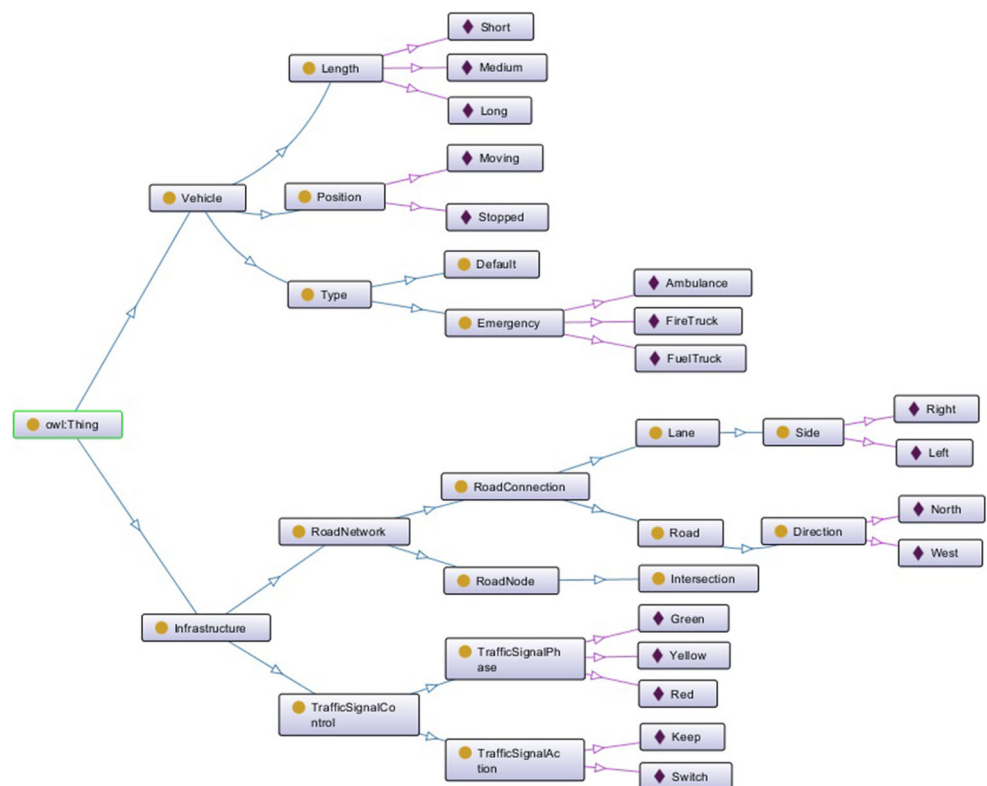 Short
Length
Medium
Long
Moving
Vehicle
Position
Stopped
Default
Type
Ambulance
Emergency
FireTruck
FuelTruck
owl:Thing
Right
Lane
Side
Left
RoadConnection
North
RoadNetwork
Road
Direction
West
RoadNode
Intersection
Infrastructure
Green
TrafficSignalPh
ase
Yellow
Red
TrafficSignalCo
ntrol
Keep
TrafficSignalAc
tion
Switch